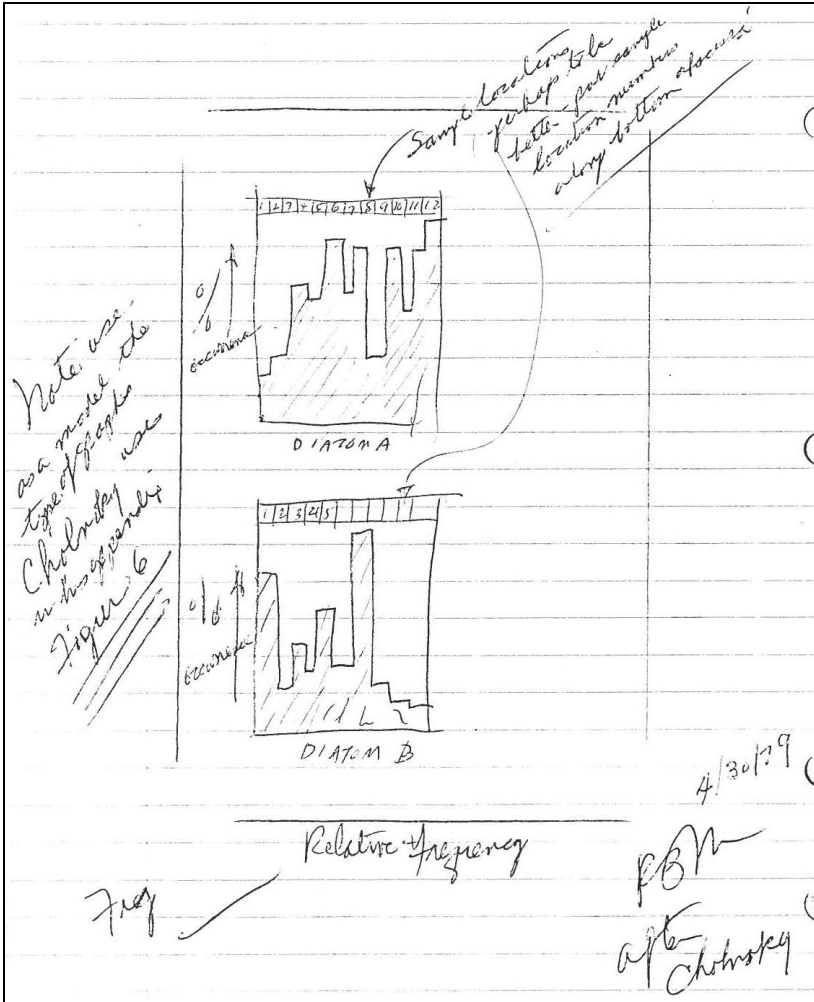 Sample locations
perhaps to be
better put sample
location numbers
along bottom
1 2 3 4 5 6 7 8 9 10 11 12
%
occurrence
DIATOM A
Note use
as a model the
type of graphs
Cholnoky uses
in his appendix
Figure 6
1 2 3 4 5
%
occurrence
DIATOM B
4/30/79
Relative frequency
Freq
after
Cholnoky